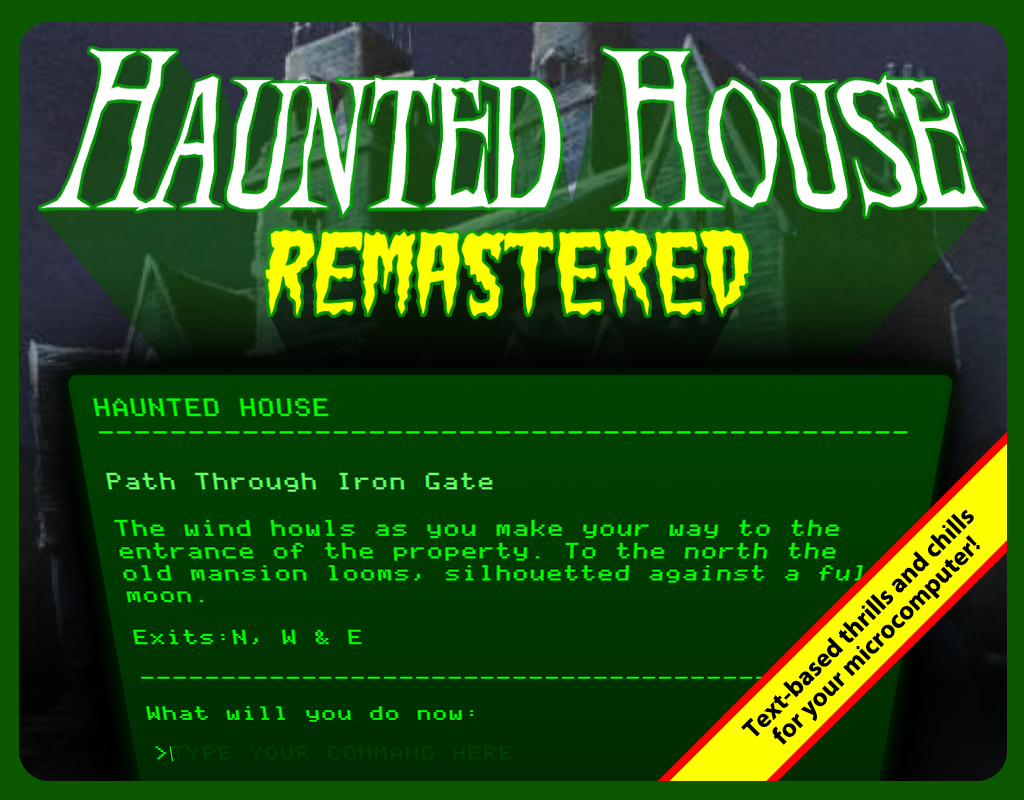 HAUNTED HOUSE
REMASTERED
HAUNTED HOUSE
Path Through Iron Gate
The wind howls as you make your way to the
entrance of the property. To the north the
old mansion looms, silhouetted against a ful
moon.
Exits:N, W & E
What will you do now:
>TYPE YOUR COMMAND HERE...
Text-based thrills and chills
for your microcomputer!